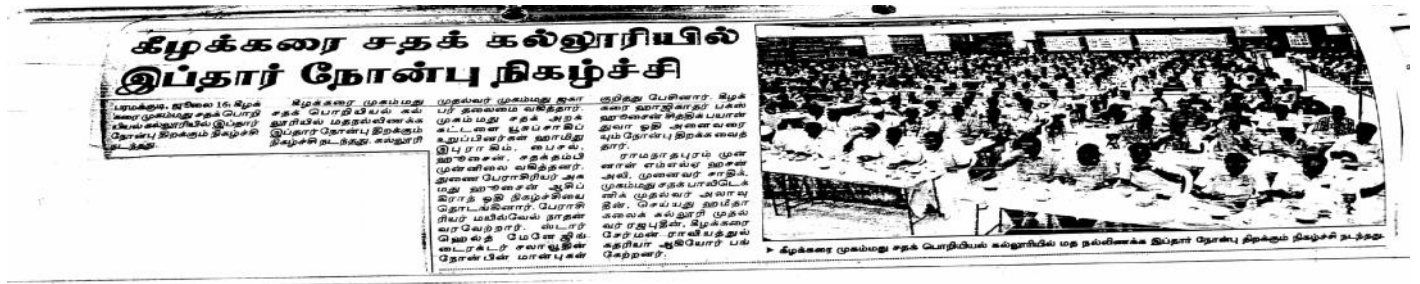 கீழக்கரை சதக் கல்லூரியில்
இப்தார் நோன்பு நிகழ்ச்சி
பரமக்குடி, ஜூலை 16: கீழக்
கரை முகம்மது சதக் பொறி
யியல் கல்லூரியில் இப்தார்
நோன்பு திறக்கும் நிகழ்ச்சி
நடந்தது.
கீழக்கரை முகம்மது
சதக் பொறியியல் கல்
லூரியில் மதநல்லிணக்க
இப்தார் நோன்பு திறக்கும்
நிகழ்ச்சி நடந்தது. கல்லூரி
முதல்வர் முகம்மது ஜகா
பர் தலைமை வகித்தார்.
முகம்மது சதக் அறக்
கட்டளை யூசுப்சாகிப்
உறுப்பினர்கள் ஹாமிது
இபுராகிம், பைசல்,
ஹூசைன், சதக்தம்பி
முன்னிலை வகித்தனர்.
துணை பேராசிரியர் அக
மது ஹூசைன் ஆசிப்
கிராத் ஓதி நிகழ்ச்சியை
தொடங்கினார். பேராசி
ரியர் மயில்வேல் நாதன்
வரவேற்றார். ஸ்டார்
ஹெல்த் மேனேஜிங்
டைரக்டர் சலாவுதின்
நோன்பின் மாண்புகள்
குறித்து பேசினார். கீழக்
கரை ஹாஜிகாதர் பக்ஸ்
ஹூசைன் சித்திக் பயான்
துவா ஓதி அனைவரை
யும் நோன்பு திறக்க வைத்
தார்.
ராமநாதபுரம் முன்
னாள் எம்எல்ஏ ஹசன்
அலி, முனைவர் சாதிக்,
முகம்மது சதக் பாலிடெக்
னிக் முதல்வர் அலாவு
தீன், செய்யது ஹமீதா
கலைக் கல்லூரி முதல்
வர் ரஜபுதீன், கீழக்கரை
சேர்மன் ராவியத்துல்
கதரியா ஆகியோர் பங்
கேற்றனர்.
► கீழக்கரை முகம்மது சதக் பொறியியல் கல்லூரியில் மத நல்லிணக்க இப்தார் நோன்பு திறக்கும் நிகழ்ச்சி நடந்தது.